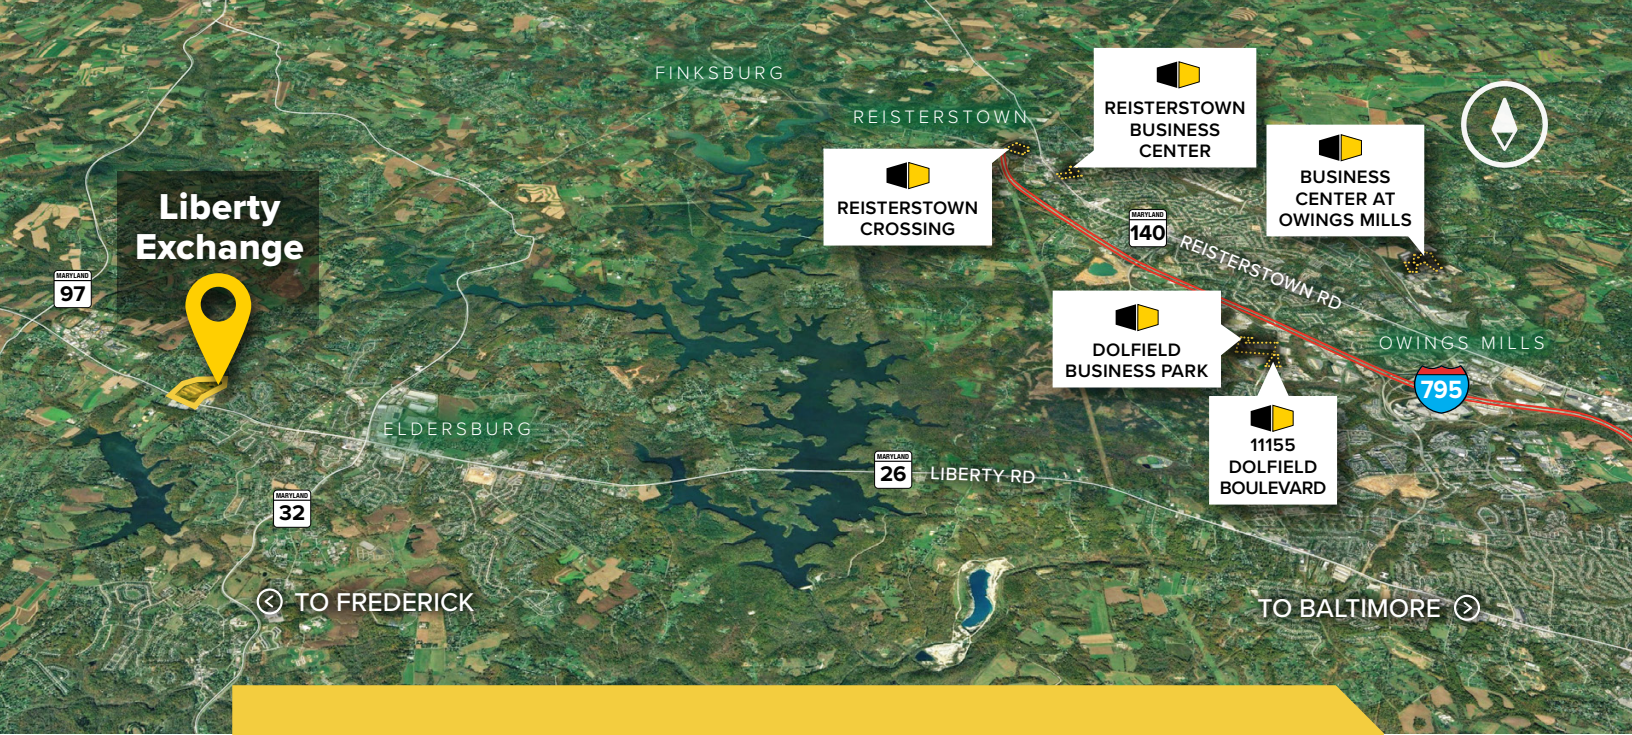 FINKSBURG
REISTERSTOWN
REISTERSTOWN
BUSINESS
CENTER
BUSINESS
CENTER AT
OWINGS MILLS
REISTERSTOWN
CROSSING
Liberty
Exchange
MARYLAND
97
MARYLAND
140
REISTERSTOWN RD
DOLFIELD
BUSINESS PARK
OWINGS MILLS
795
11155
DOLFIELD
BOULEVARD
ELDERSBURG
MARYLAND
26
LIBERTY RD
MARYLAND
32
TO FREDERICK
TO BALTIMORE